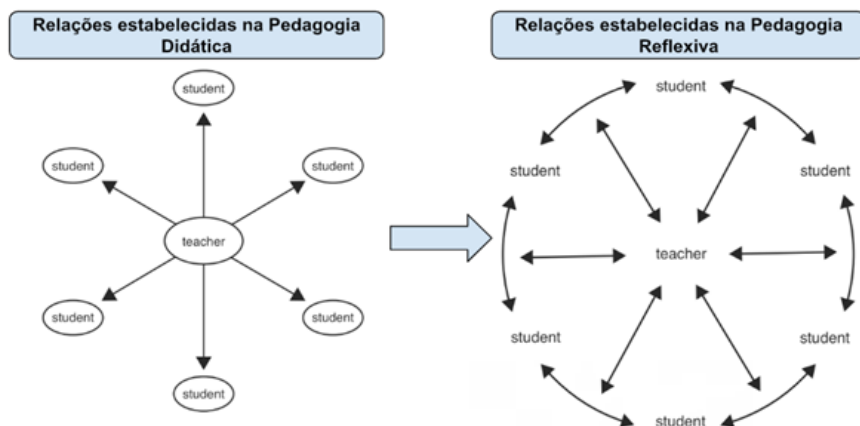 Relações estabelecidas na Pedagogia
Didática
student
student
student
teacher
student
student
student
Relações estabelecidas na Pedagogia
Reflexiva
student
student
student
teacher
student
student
student